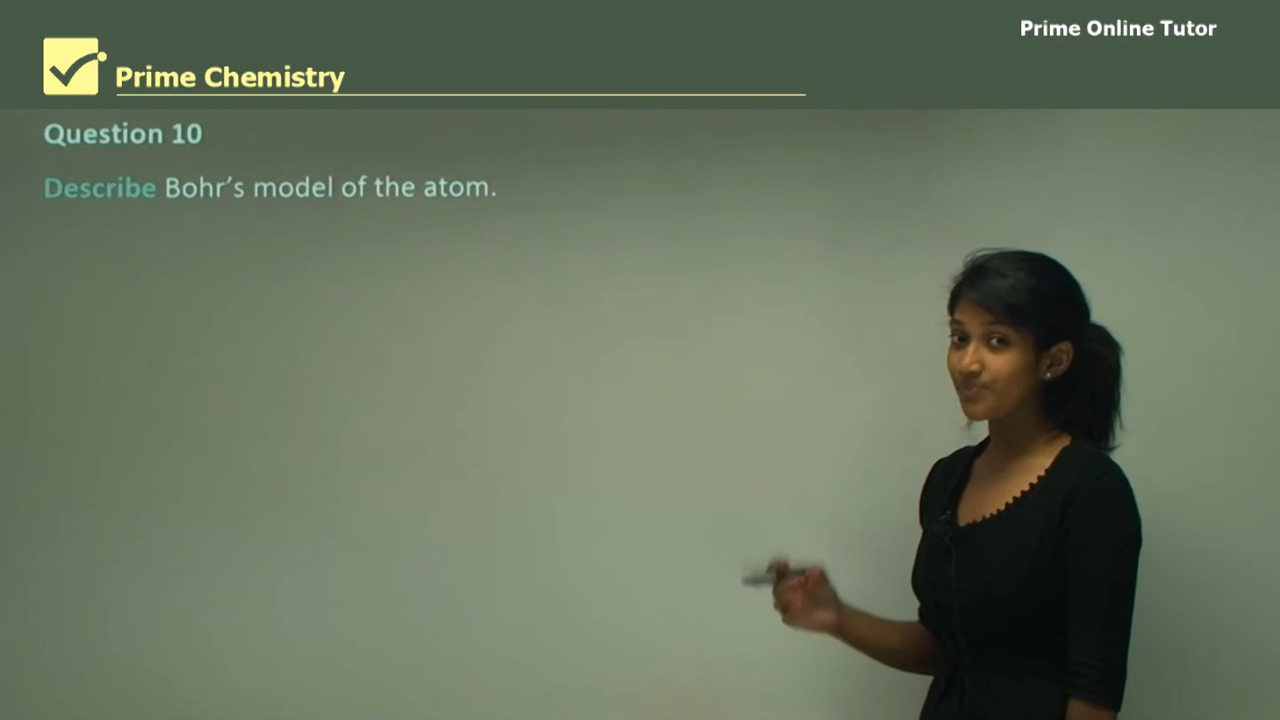 Prime Online Tutor
Prime Chemistry
Question 10
Describe Bohr’s model of the atom.